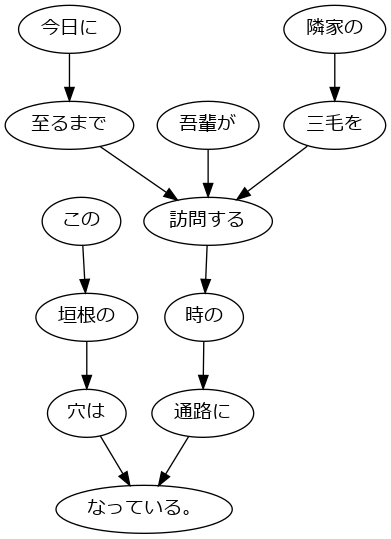 今日に
隣家の
至るまで
吾輩が
三毛を
この
訪問する
垣根の
時の
穴は
通路に
なっている。